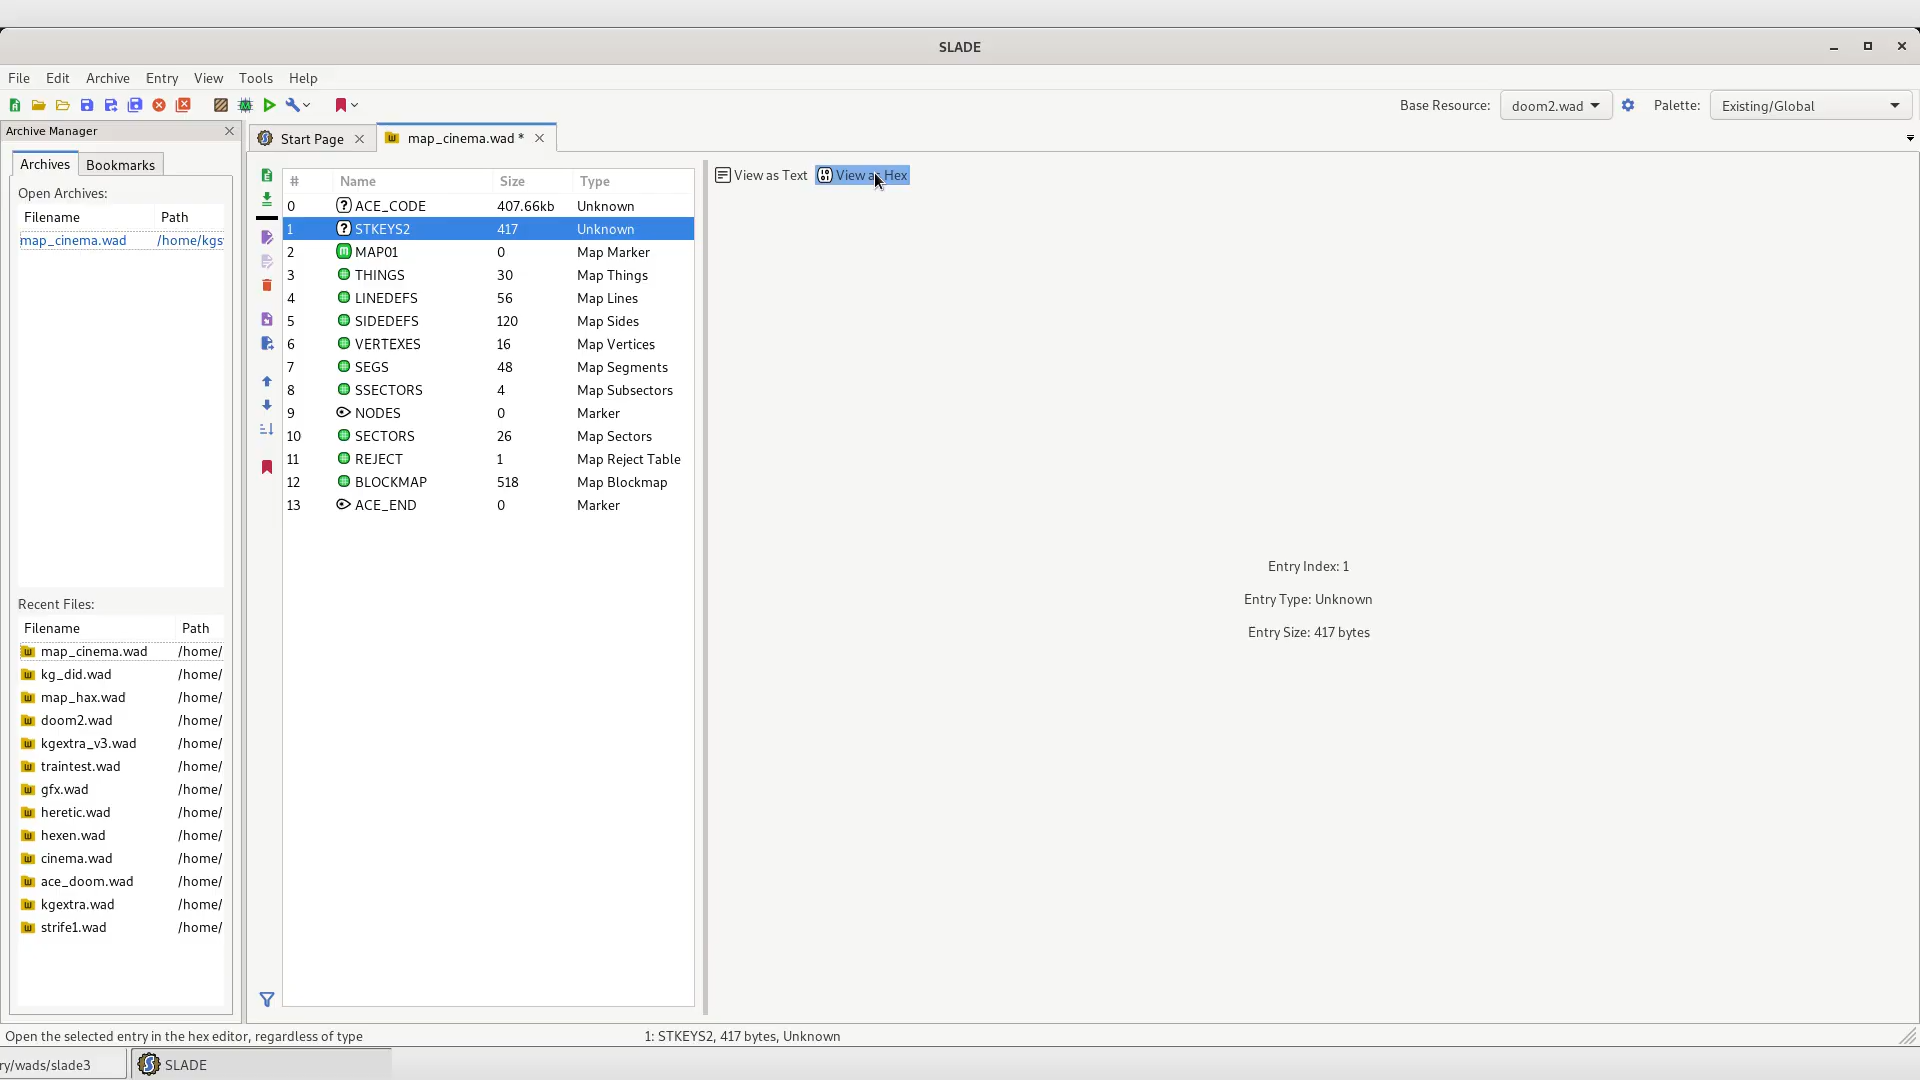 SLADE
File Edit Archive Entry View Tools Help
Base Resource: doom2.wad Palette: Existing/Global
Archive Manager
Start Page
map_cinema.wad *
Archives Bookmarks
Open Archives:
Filename Path
map_cinema.wad /home/kgs
Recent Files:
Filename Path
map_cinema.wad /home/
kg_did.wad /home/
map_hax.wad /home/
doom2.wad /home/
kgextra_v3.wad /home/
traintest.wad /home/
gfx.wad /home/
heretic.wad /home/
hexen.wad /home/
cinema.wad /home/
ace_doom.wad /home/
kgextra.wad /home/
strife1.wad /home/
# Name Size Type
0 ACE_CODE 407.66kb Unknown
1 STKEYS2 417 Unknown
2 MAP01 0 Map Marker
3 THINGS 30 Map Things
4 LINEDEFS 56 Map Lines
5 SIDEDEFS 120 Map Sides
6 VERTEXES 16 Map Vertices
7 SEGS 48 Map Segments
8 SSECTORS 4 Map Subsectors
9 NODES 0 Marker
10 SECTORS 26 Map Sectors
11 REJECT 1 Map Reject Table
12 BLOCKMAP 518 Map Blockmap
13 ACE_END 0 Marker
View as Text View as Hex
Entry Index: 1
Entry Type: Unknown
Entry Size: 417 bytes
Open the selected entry in the hex editor, regardless of type
1: STKEYS2, 417 bytes, Unknown
ry/wads/slade3
SLADE